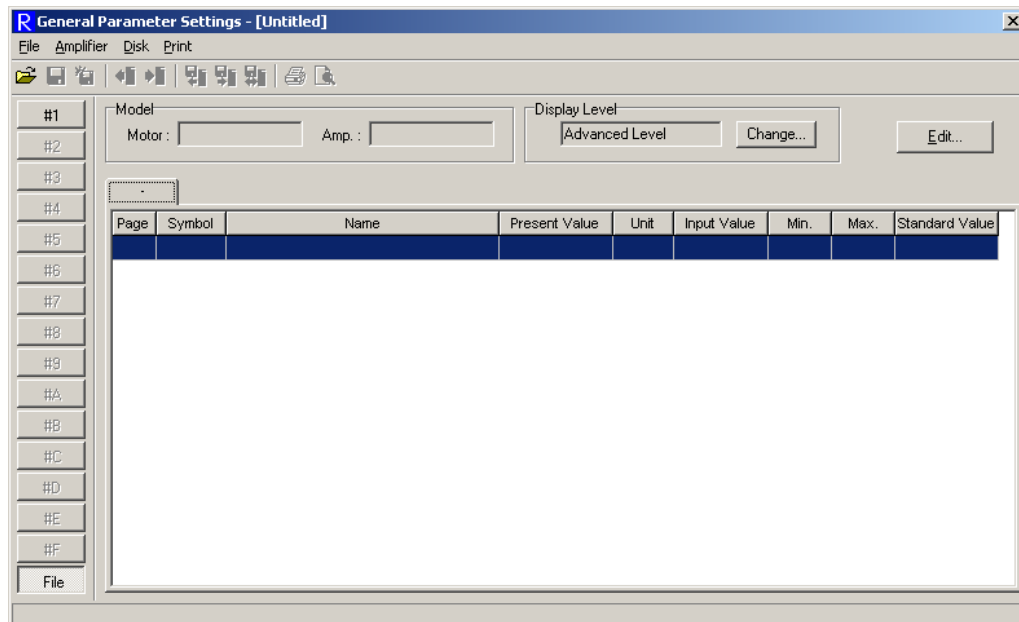 R General Parameter Settings - [Untitled]
File Amplifier Disk Print
Model
Motor :
Amp. :
Display Level
Advanced Level
Change...
Edit...
#1
#2
#3
#4
#5
#6
#7
#8
#9
#A
#B
#C
#D
#E
#F
File
-
Page Symbol Name Present Value Unit Input Value Min. Max. Standard Value